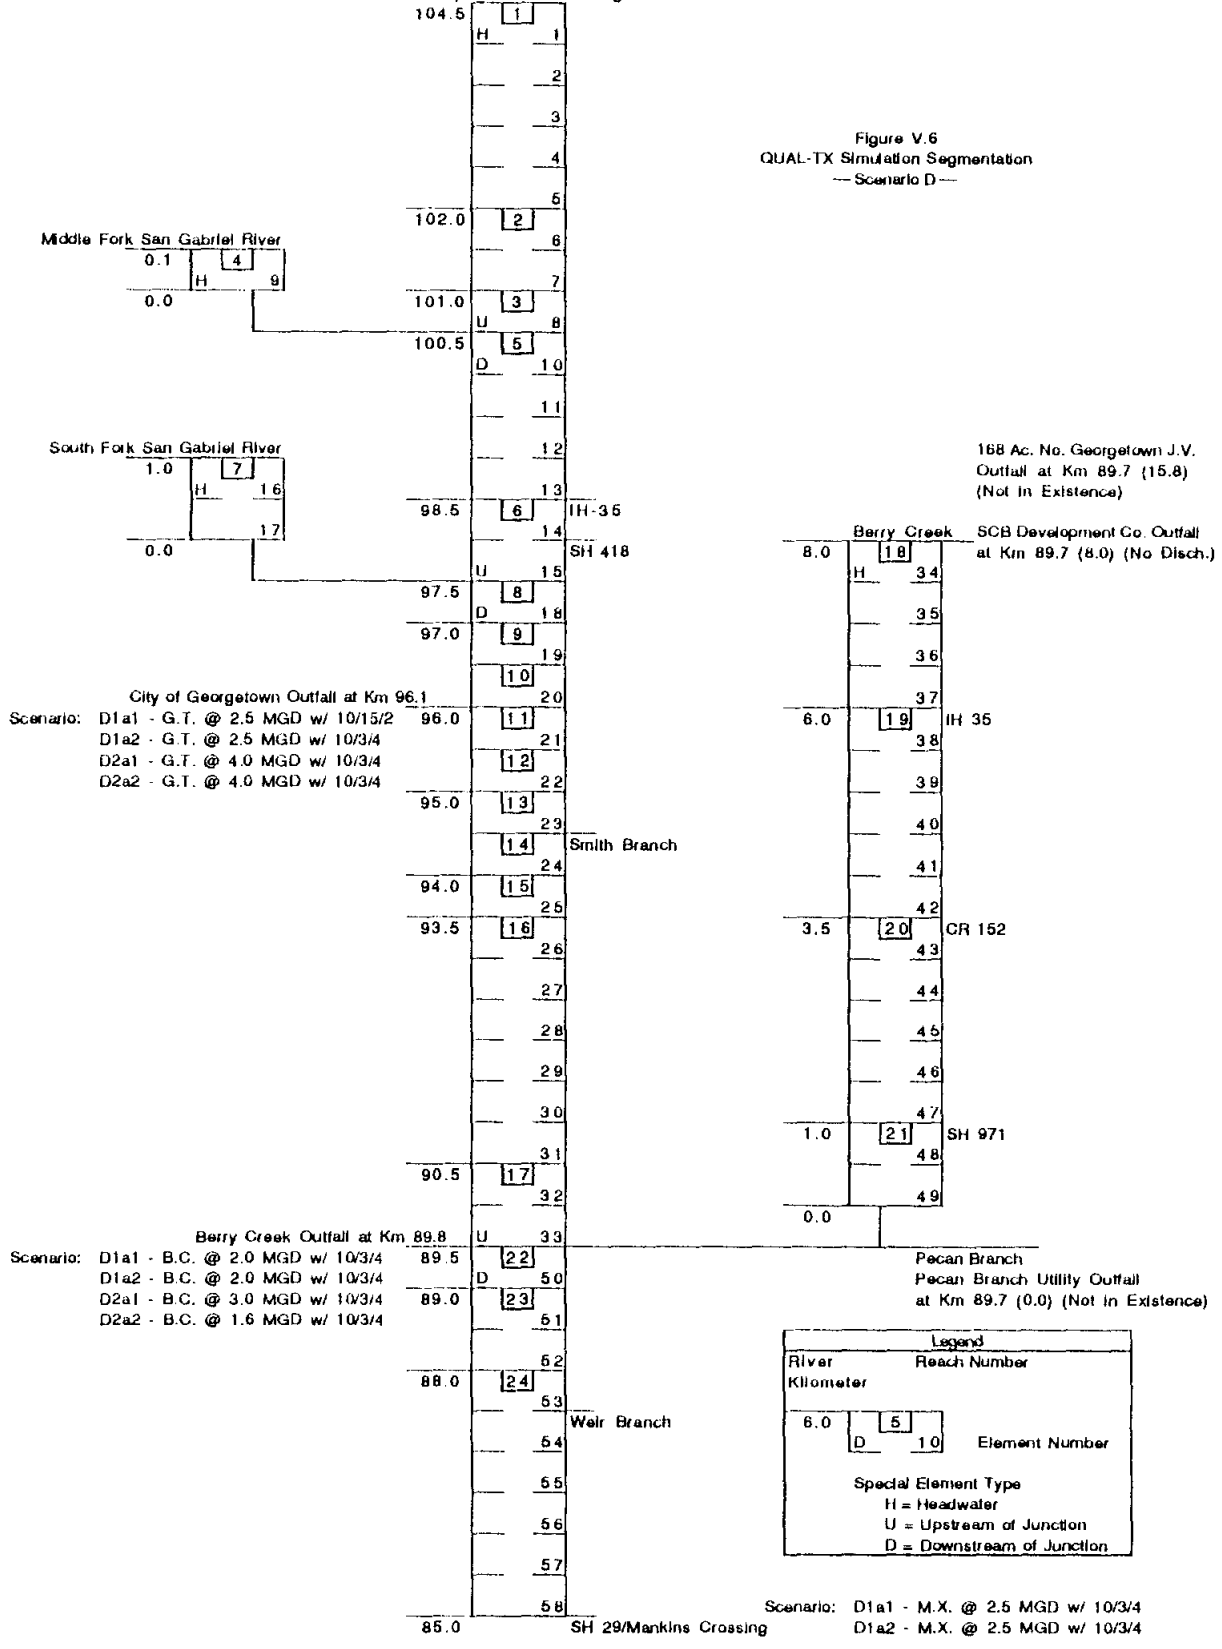 104.5 1
H 1
2
3
4
5
102.0 2
6
7
101.0 3
U 8
100.5 5
D 10
11
12
13
98.5 6 IH-35
14
SH 418
U 15
97.5 8
D 18
97.0 9
19
10
20
96.0 11
21
12
22
95.0 13
23
14 Smith Branch
24
94.0 15
25
93.5 16
26
27
28
29
30
31
90.5 17
32
U 33
89.5 22
D 50
89.0 23
51
52
88.0 24
53
Weir Branch
54
55
56
57
58
85.0 SH 29/Mankins Crossing
Middle Fork San Gabriel River
0.1 4
H 9
0.0
South Fork San Gabriel River
1.0 7
H 16
17
0.0
City of Georgetown Outfall at Km 96.1
Scenario: D1a1 - G.T. @ 2.5 MGD w/ 10/15/2
D1a2 - G.T. @ 2.5 MGD w/ 10/3/4
D2a1 - G.T. @ 4.0 MGD w/ 10/3/4
D2a2 - G.T. @ 4.0 MGD w/ 10/3/4
Berry Creek Outfall at Km 89.8
Scenario: D1a1 - B.C. @ 2.0 MGD w/ 10/3/4
D1a2 - B.C. @ 2.0 MGD w/ 10/3/4
D2a1 - B.C. @ 3.0 MGD w/ 10/3/4
D2a2 - B.C. @ 1.6 MGD w/ 10/3/4
Figure V.6
QUAL-TX Simulation Segmentation
— Scenario D —
168 Ac. No. Georgetown J.V.
Outfall at Km 89.7 (15.8)
(Not in Existence)
Berry Creek SCB Development Co. Outfall
8.0 18 at Km 89.7 (8.0) (No Disch.)
H 34
35
36
37
6.0 19 IH 35
38
39
40
41
42
3.5 20 CR 152
43
44
45
46
47
1.0 21 SH 971
48
49
0.0
Pecan Branch
Pecan Branch Utility Outfall
at Km 89.7 (0.0) (Not in Existence)
Legend
River Reach Number
Kilometer
6.0 5
D 10 Element Number
Special Element Type
H = Headwater
U = Upstream of Junction
D = Downstream of Junction
Scenario: D1a1 - M.X. @ 2.5 MGD w/ 10/3/4
D1a2 - M.X. @ 2.5 MGD w/ 10/3/4